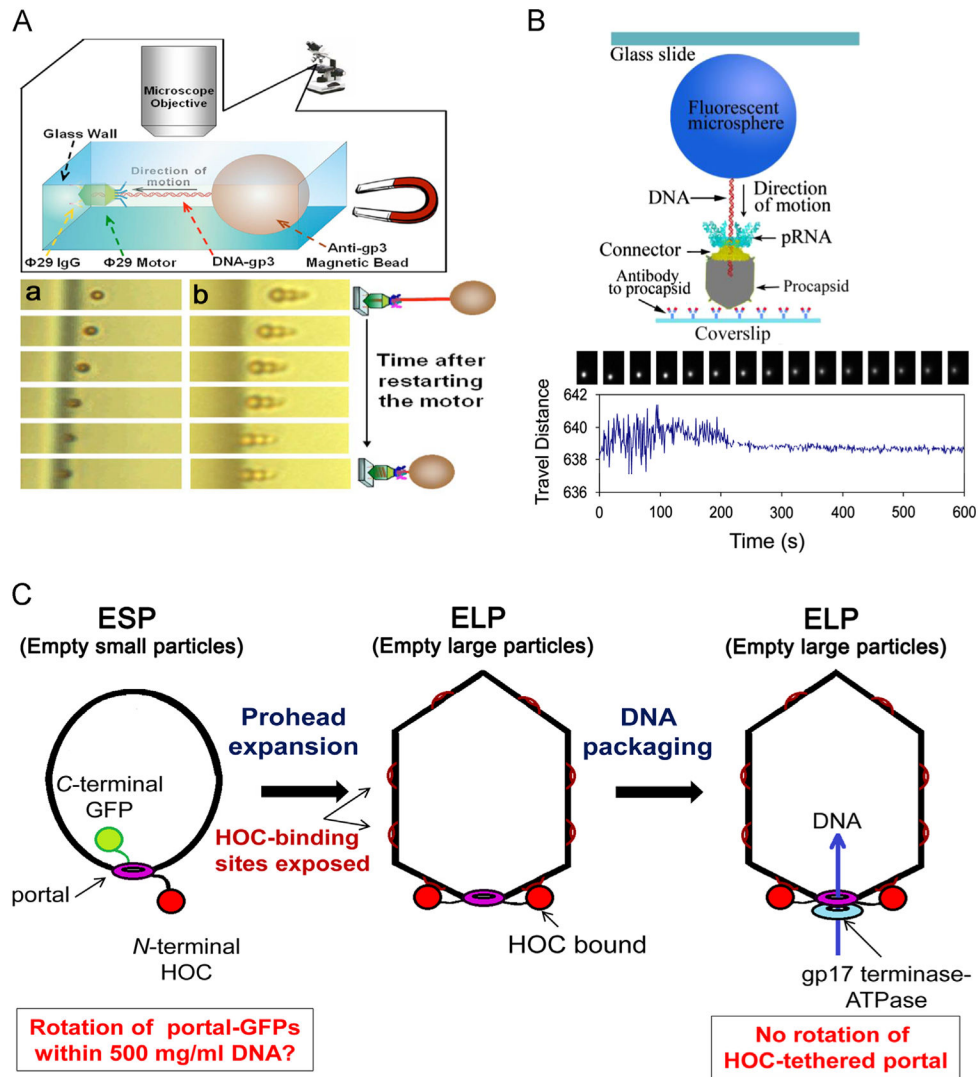 A
Microscope
Objective
Glass Wall
Direction of
motion
Φ29 IgG
Φ29 Motor
DNA-gp3
Anti-gp3
Magnetic Bead
a
b
Time after
restarting
the motor
B
Glass slide
Fluorescent
microsphere
DNA
Direction
of motion
pRNA
Connector
Antibody
to procapsid
Procapsid
Coverslip
Travel Distance
642
640
638
636
0
100
200
300
400
500
600
Time (s)
C
ESP
(Empty small particles)
C-terminal
GFP
portal
N-terminal
HOC
Rotation of portal-GFPs
within 500 mg/ml DNA?
Prohead
expansion
HOC-binding
sites exposed
ELP
(Empty large particles)
HOC bound
DNA
packaging
ELP
(Empty large particles)
DNA
gp17 terminase-
ATPase
No rotation of
HOC-tethered portal